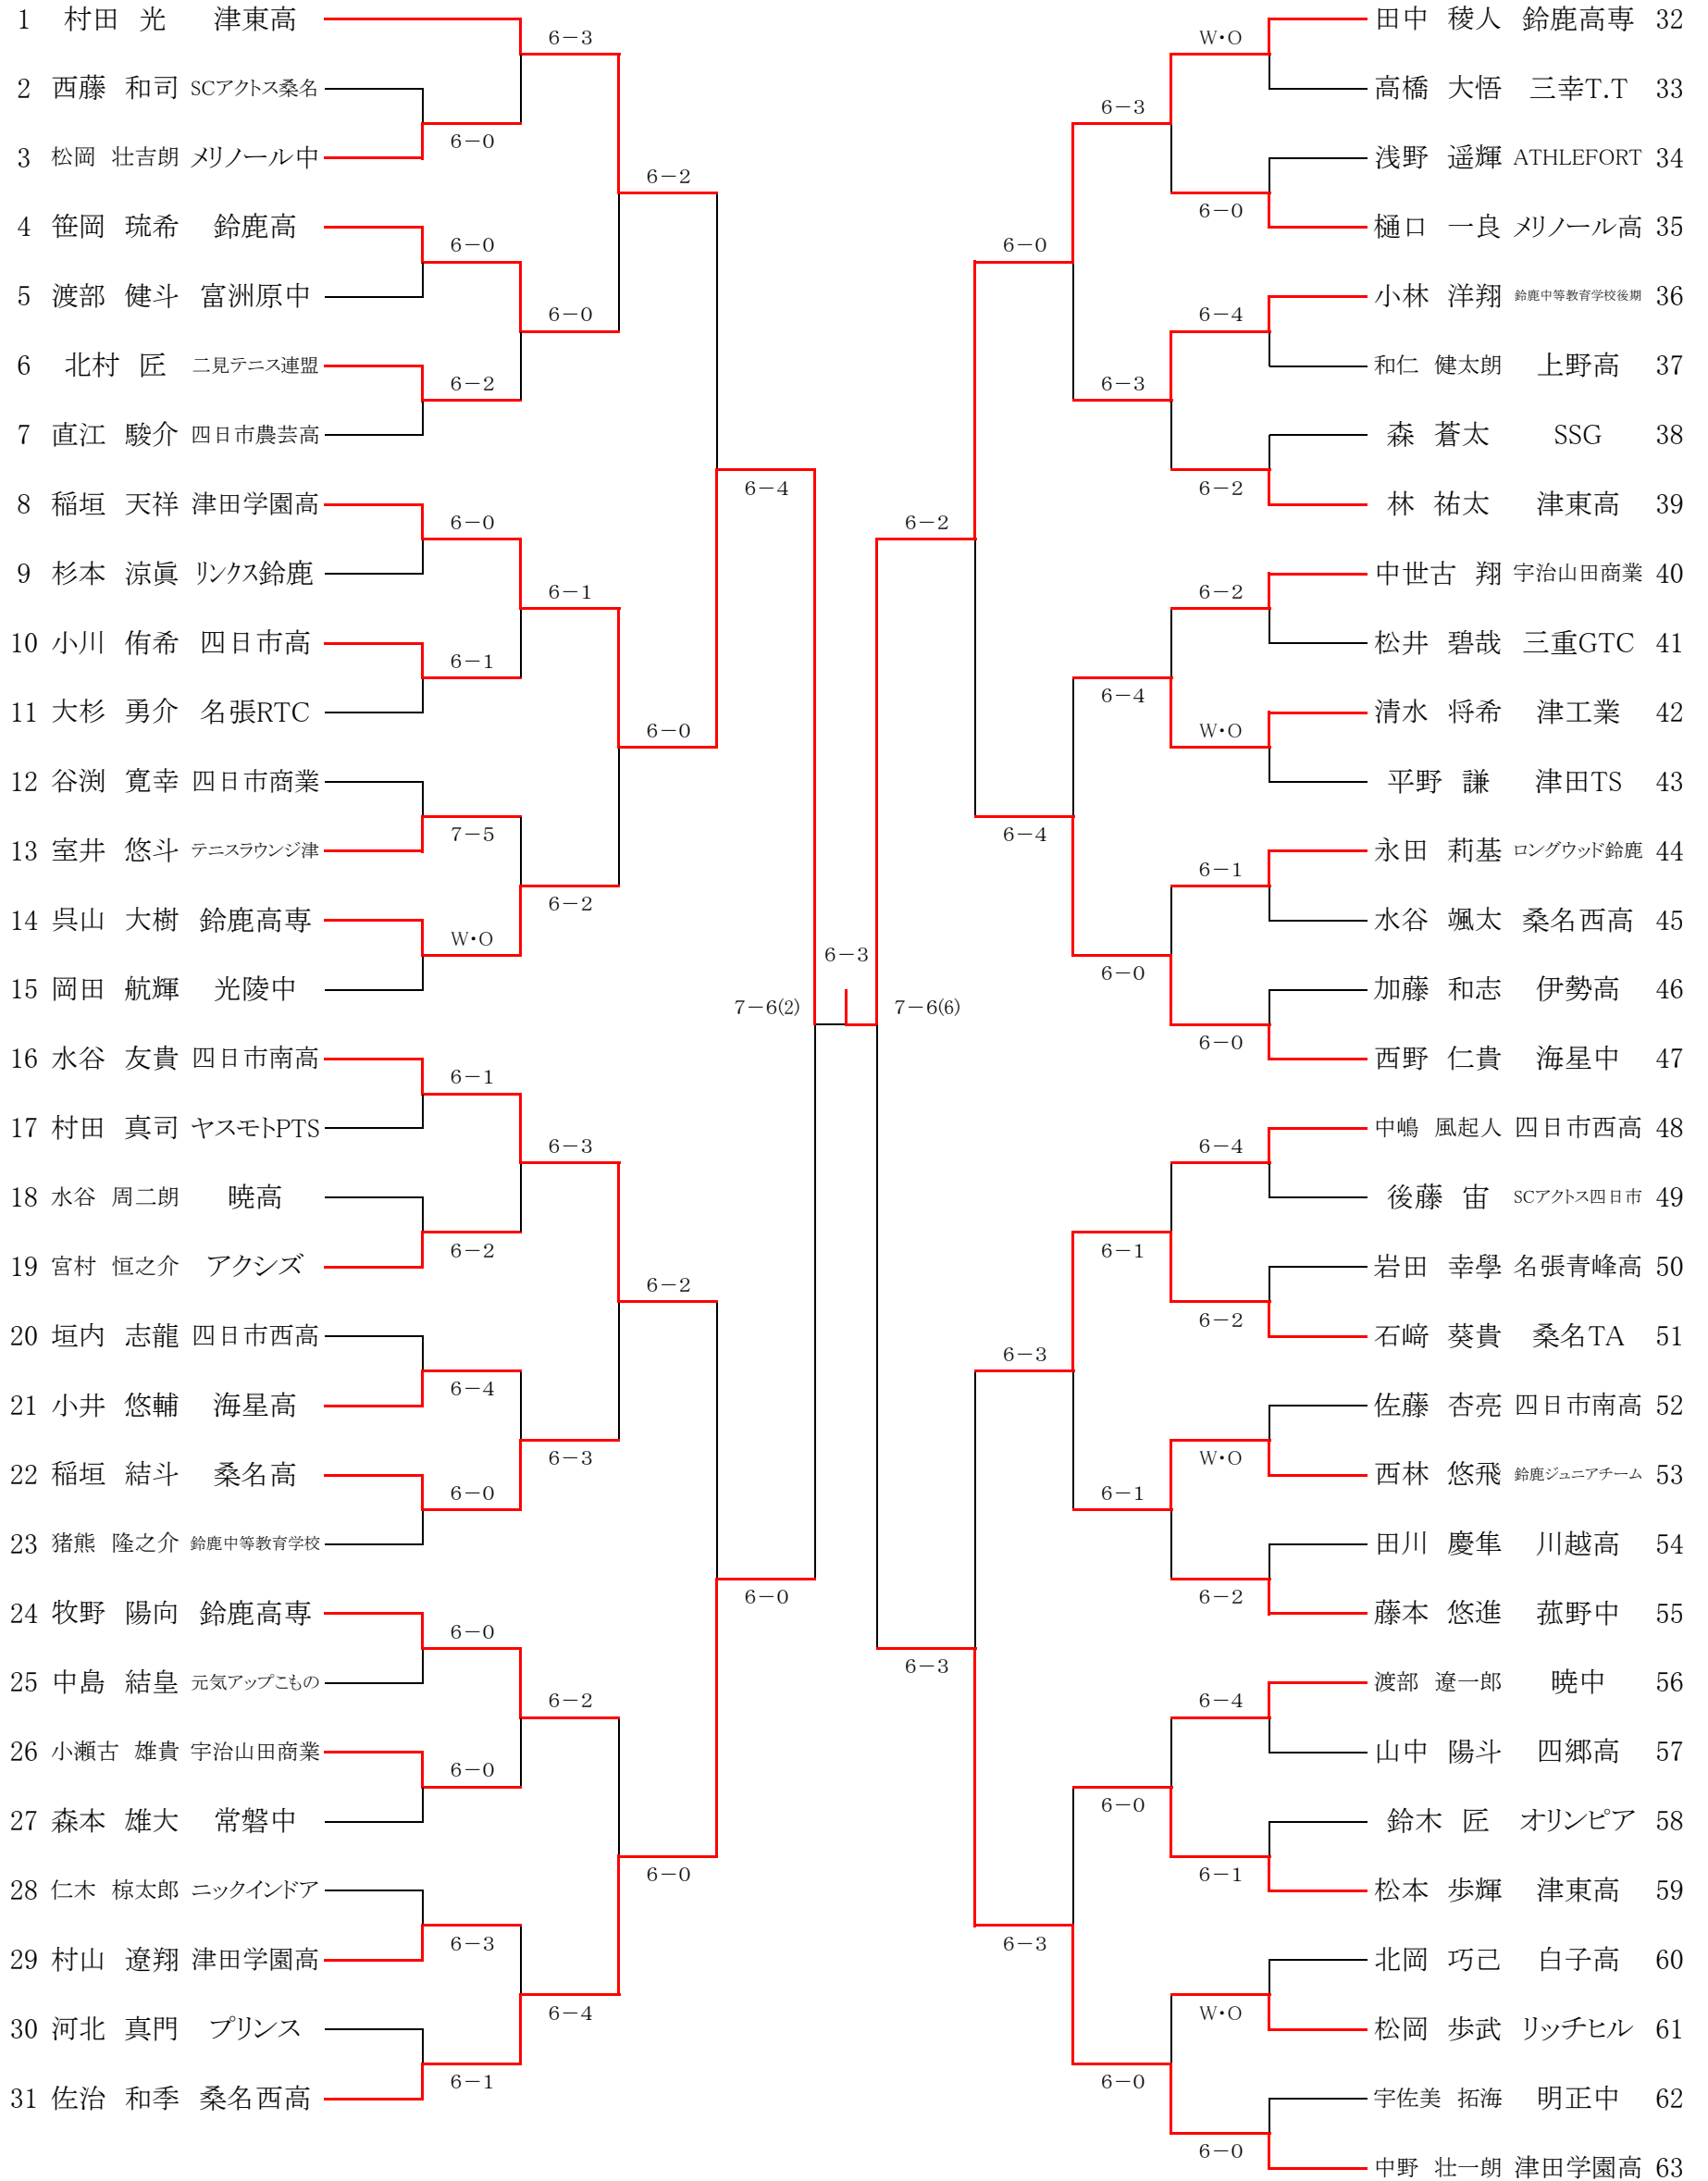 1 村田 光 津東高
2 西藤 和司 SCアクトス桑名
3 松岡 壮吉朗 メリノール中
4 笹岡 琉希 鈴鹿高
5 渡部 健斗 富洲原中
6 北村 匠 二見テニス連盟
7 直江 駿介 四日市農芸高
8 稲垣 天祥 津田学園高
9 杉本 涼眞 リンクス鈴鹿
10 小川 侑希 四日市高
11 大杉 勇介 名張RTC
12 谷渕 寛幸 四日市商業
13 室井 悠斗 テニスラウンジ津
14 呉山 大樹 鈴鹿高専
15 岡田 航輝 光陵中
16 水谷 友貴 四日市南高
17 村田 真司 ヤスモトPTS
18 水谷 周二朗 暁高
19 宮村 恒之介 アクシズ
20 垣内 志龍 四日市西高
21 小井 悠輔 海星高
22 稲垣 結斗 桑名高
23 猪熊 隆之介 鈴鹿中等教育学校
24 牧野 陽向 鈴鹿高専
25 中島 結皇 元気アップこもの
26 小瀬古 雄貴 宇治山田商業
27 森本 雄大 常磐中
28 仁木 椋太郎 ニックインドア
29 村山 遼翔 津田学園高
30 河北 真門 プリンス
31 佐治 和季 桑名西高
6-3
6-0
6-0
6-2
6-0
6-1
7-5
W・O
6-1
6-2
6-4
6-0
6-0
6-0
6-3
6-1
6-0
6-1
6-2
6-3
6-3
6-2
6-4
6-2
6-0
6-2
6-0
6-4
6-0
7-6(2)
6-3
7-6(6)
6-2
6-3
6-0
6-4
6-3
6-3
6-3
6-3
6-4
6-0
6-1
6-1
6-0
6-0
W・O
6-0
6-4
6-2
6-2
W・O
6-1
6-0
6-4
6-2
W・O
6-2
6-4
6-1
W・O
6-0
田中 稜人 鈴鹿高専 32
高橋 大悟 三幸T.T 33
浅野 遥輝 ATHLEFORT 34
樋口 一良 メリノール高 35
小林 洋翔 鈴鹿中等教育学校後期 36
和仁 健太朗 上野高 37
森 蒼太 SSG 38
林 祐太 津東高 39
中世古 翔 宇治山田商業 40
松井 碧哉 三重GTC 41
清水 将希 津工業 42
平野 謙 津田TS 43
永田 莉基 ロングウッド鈴鹿 44
水谷 颯太 桑名西高 45
加藤 和志 伊勢高 46
西野 仁貴 海星中 47
中嶋 風起人 四日市西高 48
後藤 宙 SCアクトス四日市 49
岩田 幸學 名張青峰高 50
石﨑 葵貴 桑名TA 51
佐藤 杏亮 四日市南高 52
西林 悠飛 鈴鹿ジュニアチーム 53
田川 慶隼 川越高 54
藤本 悠進 菰野中 55
渡部 遼一郎 暁中 56
山中 陽斗 四郷高 57
鈴木 匠 オリンピア 58
松本 歩輝 津東高 59
北岡 巧己 白子高 60
松岡 歩武 リッチヒル 61
宇佐美 拓海 明正中 62
中野 壮一朗 津田学園高 63